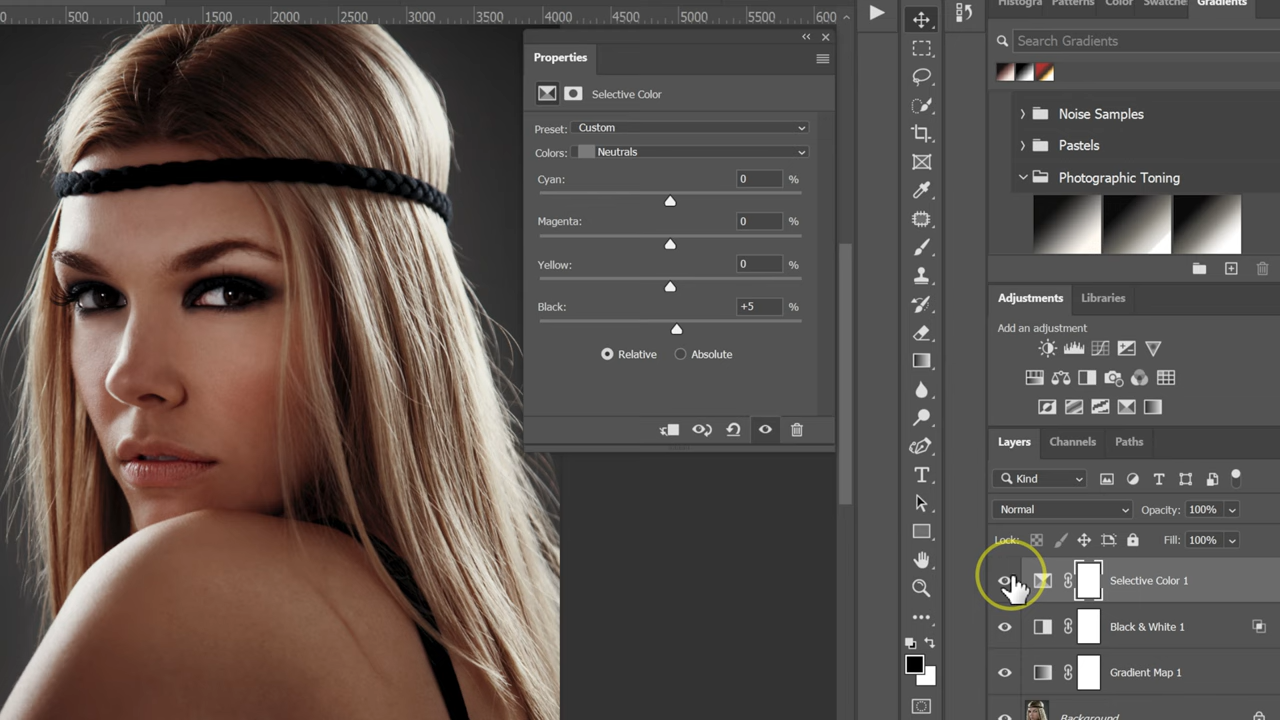 0 500 1000 1500 2000 2500 3000 3500 4000 4500 5000 5500 600
Histogra Patterns Color Swatche Gradients
Search Gradients
Properties
Selective Color
Preset: Custom
Colors: Neutrals
Cyan: 0 %
Magenta: 0 %
Yellow: 0 %
Black: +5 %
Relative Absolute
Noise Samples
Pastels
Photographic Toning
Adjustments Libraries
Add an adjustment
Layers Channels Paths
Kind
Normal Opacity: 100%
Lock: Fill: 100%
Selective Color 1
Black & White 1
Gradient Map 1
Background